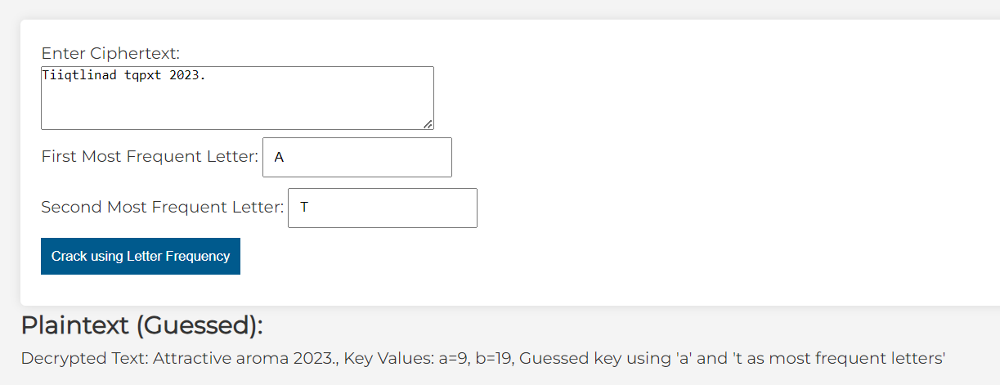 Enter Ciphertext:
Tiiqtlinad tqpxt 2023.
First Most Frequent Letter: A
Second Most Frequent Letter: T
Crack using Letter Frequency
Plaintext (Guessed):
Decrypted Text: Attractive aroma 2023., Key Values: a=9, b=19, Guessed key using 'a' and 't as most frequent letters'